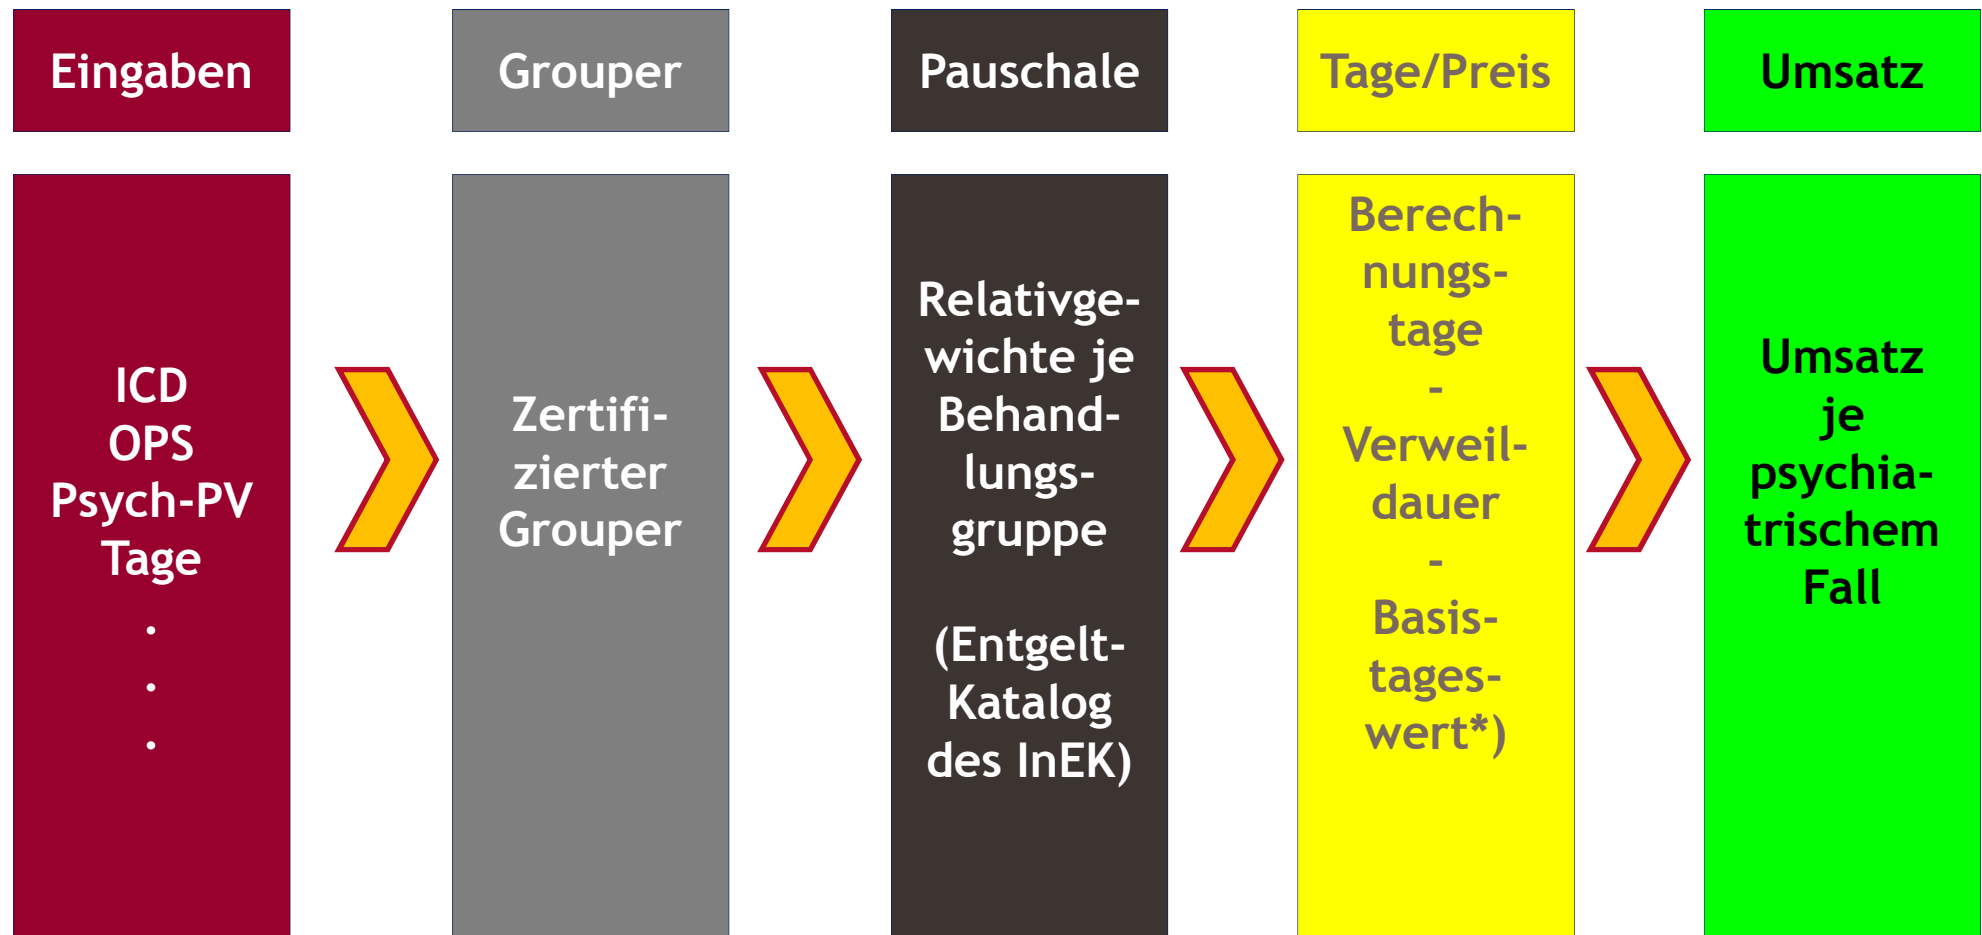 Eingaben
Grouper
Pauschale
Tage/Preis
Umsatz
ICD
OPS
Psych-PV
Tage
.
.
.
Zertifi-
zierter
Grouper
Relativge-
wichte je
Behand-
lungs-
gruppe
(Entgelt-
Katalog
des InEK)
Berech-
nungs-
tage
-
Verweil-
dauer
-
Basis-
tages-
wert*)
Umsatz
je
psychia-
trischem
Fall